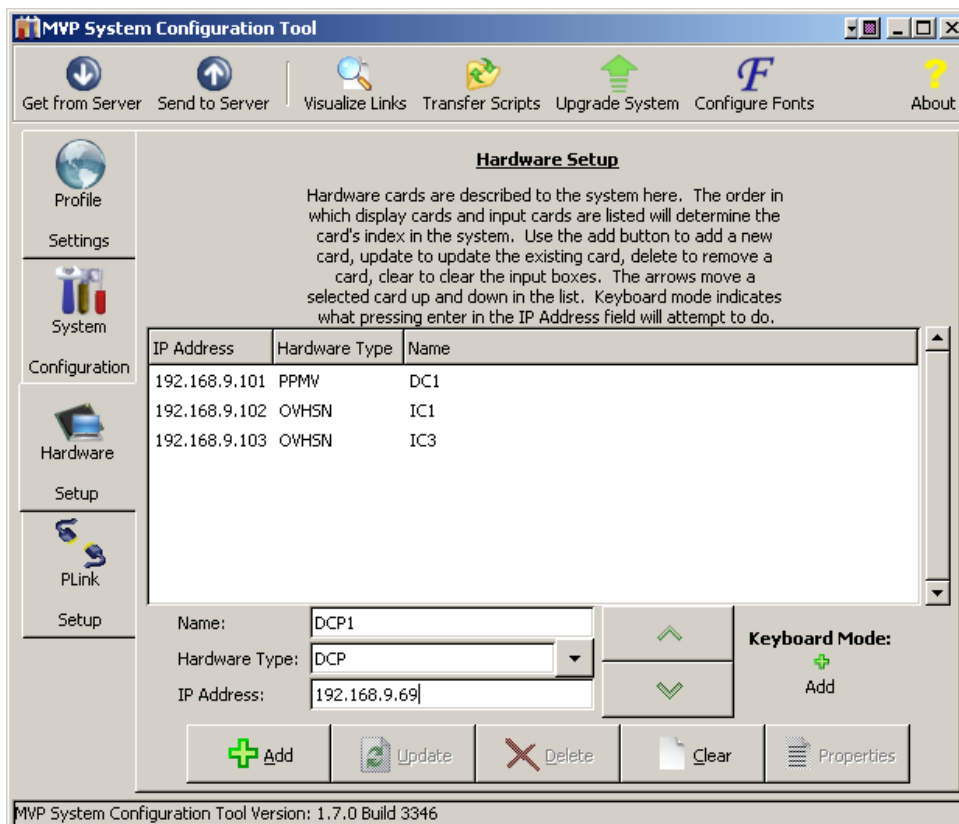 MVP System Configuration Tool
Get from Server Send to Server Visualize Links Transfer Scripts Upgrade System Configure Fonts About
Profile
Settings
System
Configuration
Hardware
Setup
PLink
Setup
Hardware Setup
Hardware cards are described to the system here. The order in
which display cards and input cards are listed will determine the
card's index in the system. Use the add button to add a new
card, update to update the existing card, delete to remove a
card, clear to clear the input boxes. The arrows move a
selected card up and down in the list. Keyboard mode indicates
what pressing enter in the IP Address field will attempt to do.
IP Address Hardware Type Name
192.168.9.101 PPMV DC1
192.168.9.102 OVHSN IC1
192.168.9.103 OVHSN IC3
Name: DCP1
Hardware Type: DCP
IP Address: 192.168.9.69
Keyboard Mode:
Add
Add Update Delete Clear Properties
MVP System Configuration Tool Version: 1.7.0 Build 3346